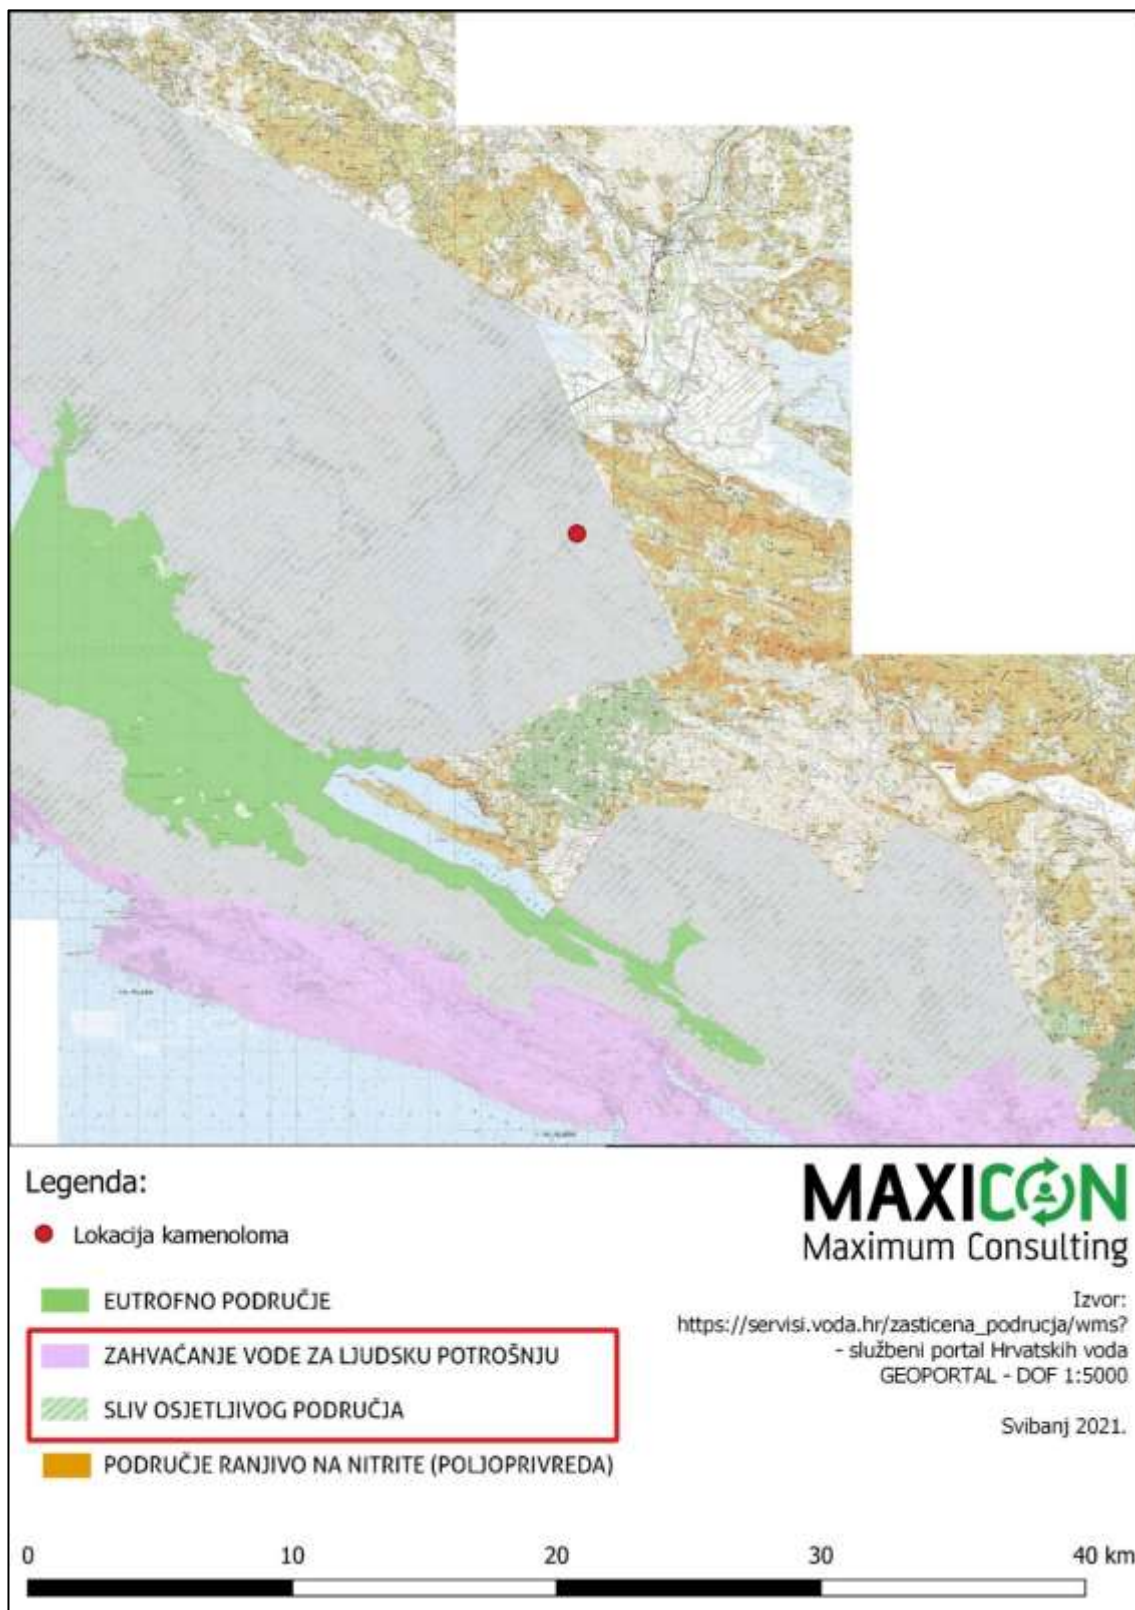 Legenda:
Lokacija kamenoloma
EUTROFNO PODRUČJE
ZAHVAĆANJE VODE ZA LJUDSKU POTROŠNJU
SLIV OSJETLJIVOG PODRUČJA
PODRUČJE RANJIVO NA NITRITE (POLJOPRIVREDA)
MAXICON
Maximum Consulting
Izvor:
https://servisi.voda.hr/zasticena_podrucja/wms?
- službeni portal Hrvatskih voda
GEOPORTAL - DOF 1:5000
Svibanj 2021.
0 10 20 30 40 km